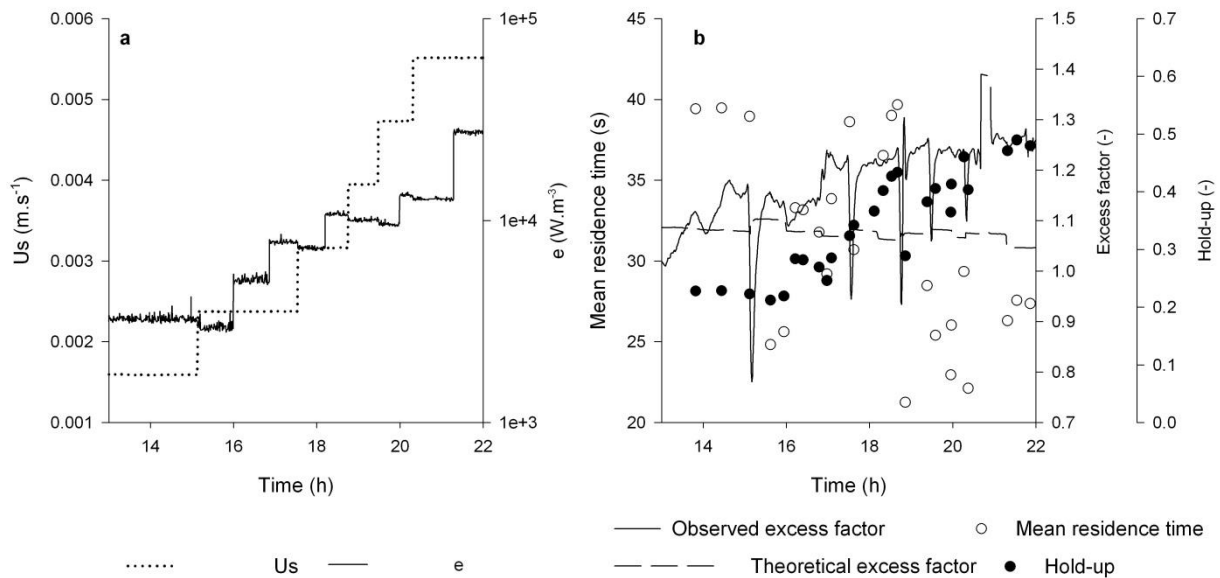 a
0.006
0.005
0.004
0.003
0.002
0.001
Us (m.s⁻¹)
1e+5
1e+4
1e+3
e (W.m⁻³)
14 16 18 20 22
Time (h)
Us
e
b
45
40
35
30
25
20
Mean residence time (s)
1.5
1.4
1.3
1.2
1.1
1.0
0.9
0.8
0.7
Excess factor (-)
0.7
0.6
0.5
0.4
0.3
0.2
0.1
0.0
Hold-up (-)
14 16 18 20 22
Time (h)
Observed excess factor
Mean residence time
Theoretical excess factor
Hold-up